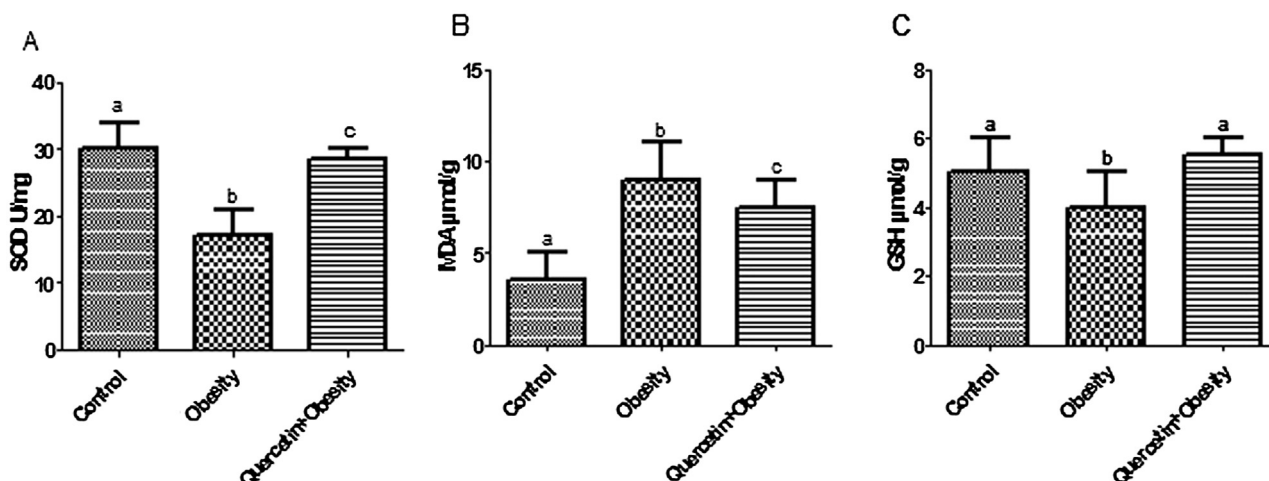 A
SOD U/mg
40
30
20
10
0
a
b
c
Control
Obesity
Quercetin+Obesity
B
MDA µmol/g
15
10
5
0
a
b
c
Control
Obesity
Quercetin+Obesity
C
GSH µmol/g
8
6
4
2
0
a
b
a
Control
Obesity
Quercetin+Obesity